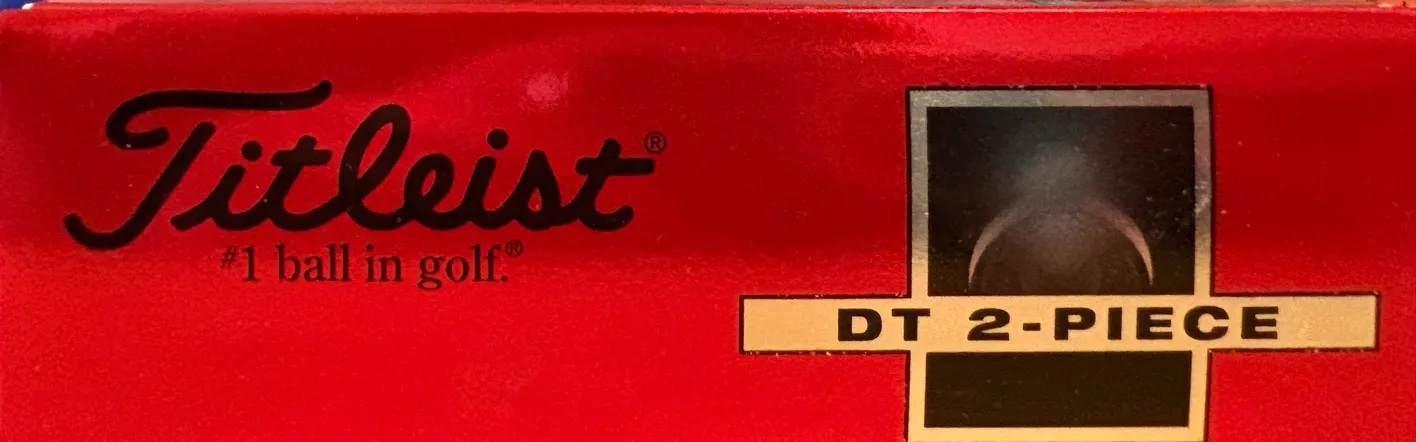 Titleist®
#1 ball in golf.®
DT 2-PIECE